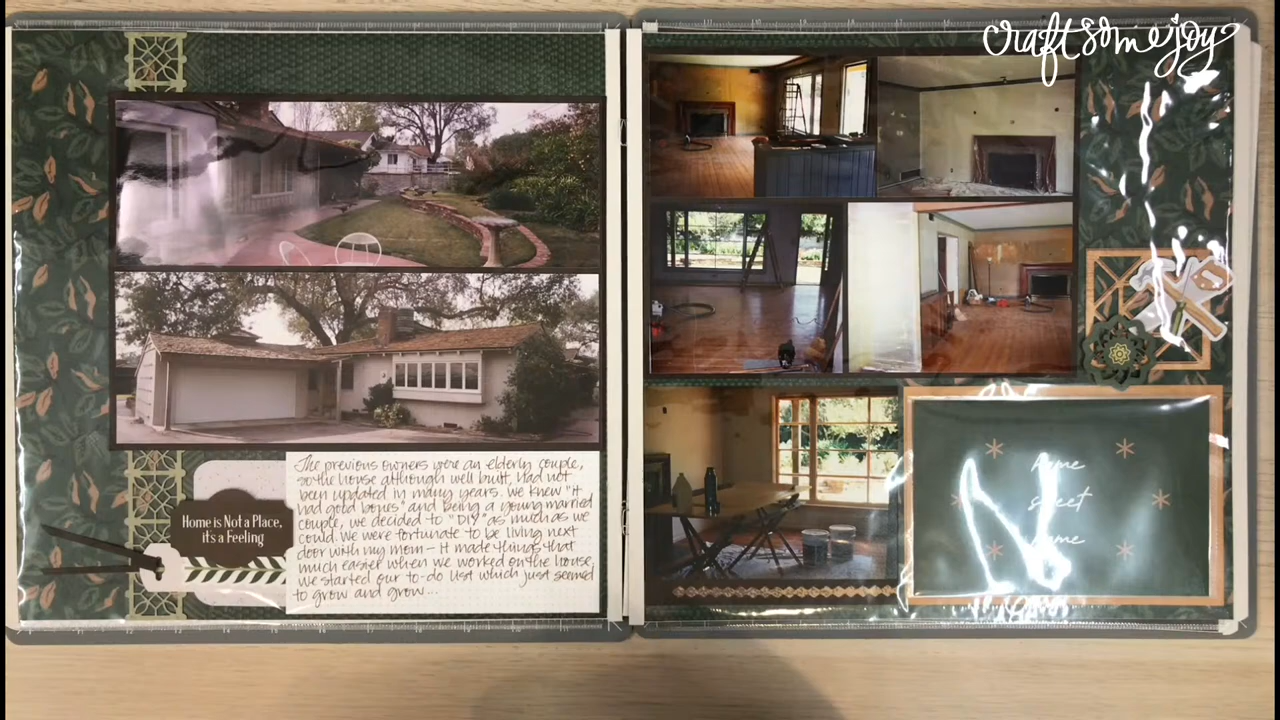 craftsomejoy
Home is Not a Place,
it's a Feeling
The previous owners were an elderly couple,
so the house although well built, had not
been updated in many years. we knew "it
had good bones" and being a young married
couple, we decided to "DIY" as much as we
could. We were fortunate to be living next
door with my mom - it made things that
much easier when we worked on the house.
we started our to-do list which just seemed
to grow and grow...
home
sweet
home